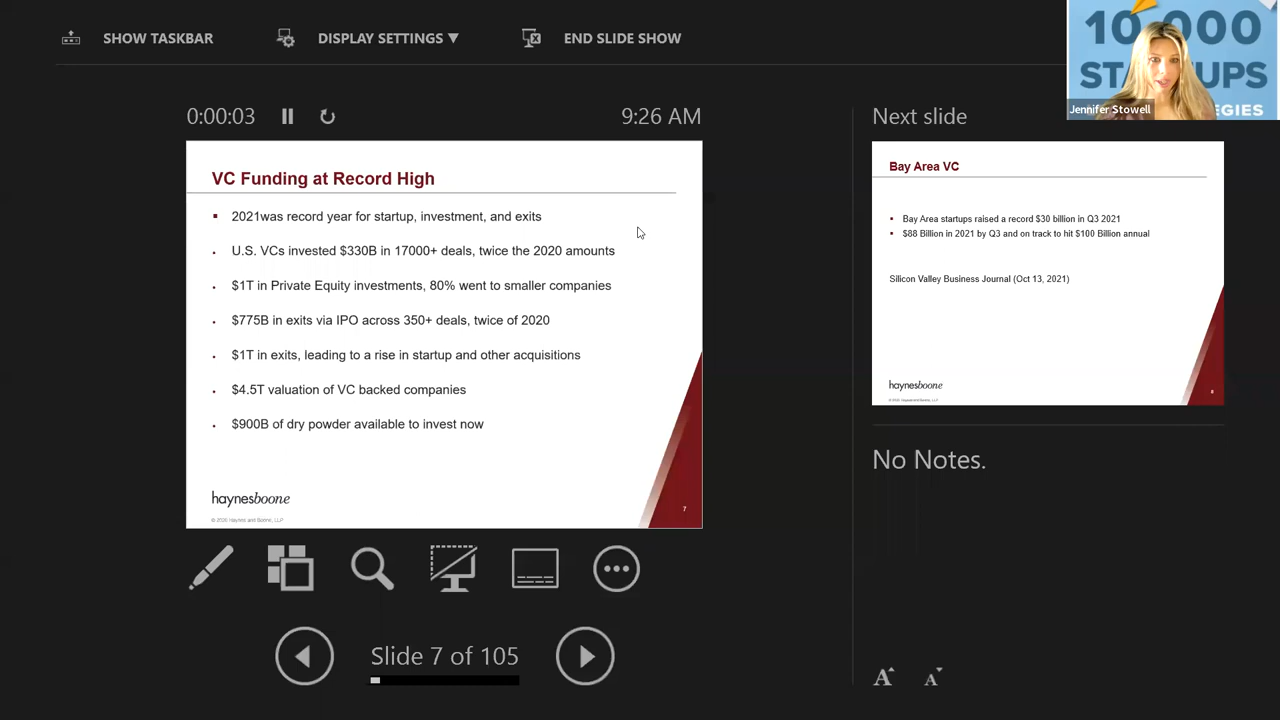 SHOW TASKBAR
DISPLAY SETTINGS ▼
END SLIDE SHOW
10,000
STARTUPS
EGIES
Jennifer Stowell
0:00:03
9:26 AM
Next slide
VC Funding at Record High
▪ 2021was record year for startup, investment, and exits
• U.S. VCs invested $330B in 17000+ deals, twice the 2020 amounts
• $1T in Private Equity investments, 80% went to smaller companies
• $775B in exits via IPO across 350+ deals, twice of 2020
• $1T in exits, leading to a rise in startup and other acquisitions
• $4.5T valuation of VC backed companies
• $900B of dry powder available to invest now
haynesboone
7
Bay Area VC
▪ Bay Area startups raised a record $30 billion in Q3 2021
▪ $88 Billion in 2021 by Q3 and on track to hit $100 Billion annual
Silicon Valley Business Journal (Oct 13, 2021)
haynesboone
8
No Notes.
Slide 7 of 105
A A